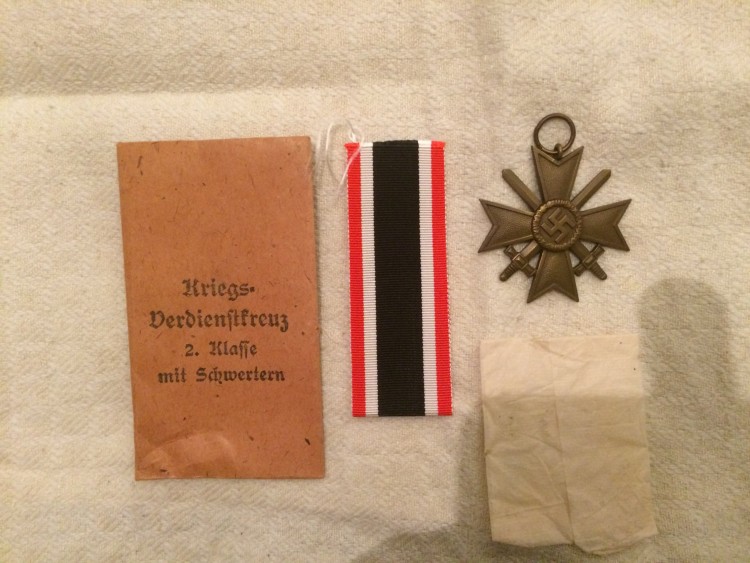 Kriegs-
Verdienstkreuz
2. Klasse
mit Schwertern